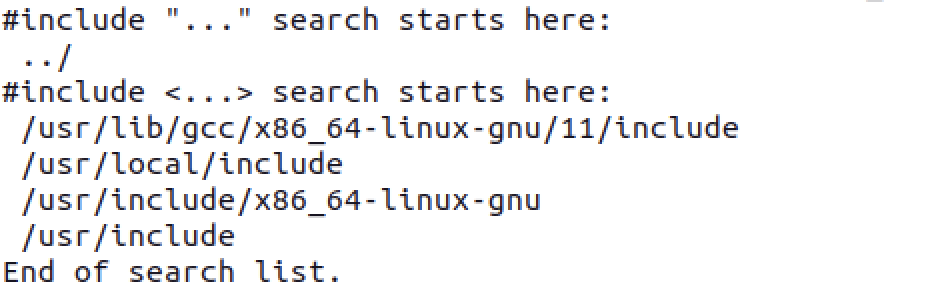 #include "..." search starts here:
 ../
#include <...> search starts here:
 /usr/lib/gcc/x86_64-linux-gnu/11/include
 /usr/local/include
 /usr/include/x86_64-linux-gnu
 /usr/include
End of search list.